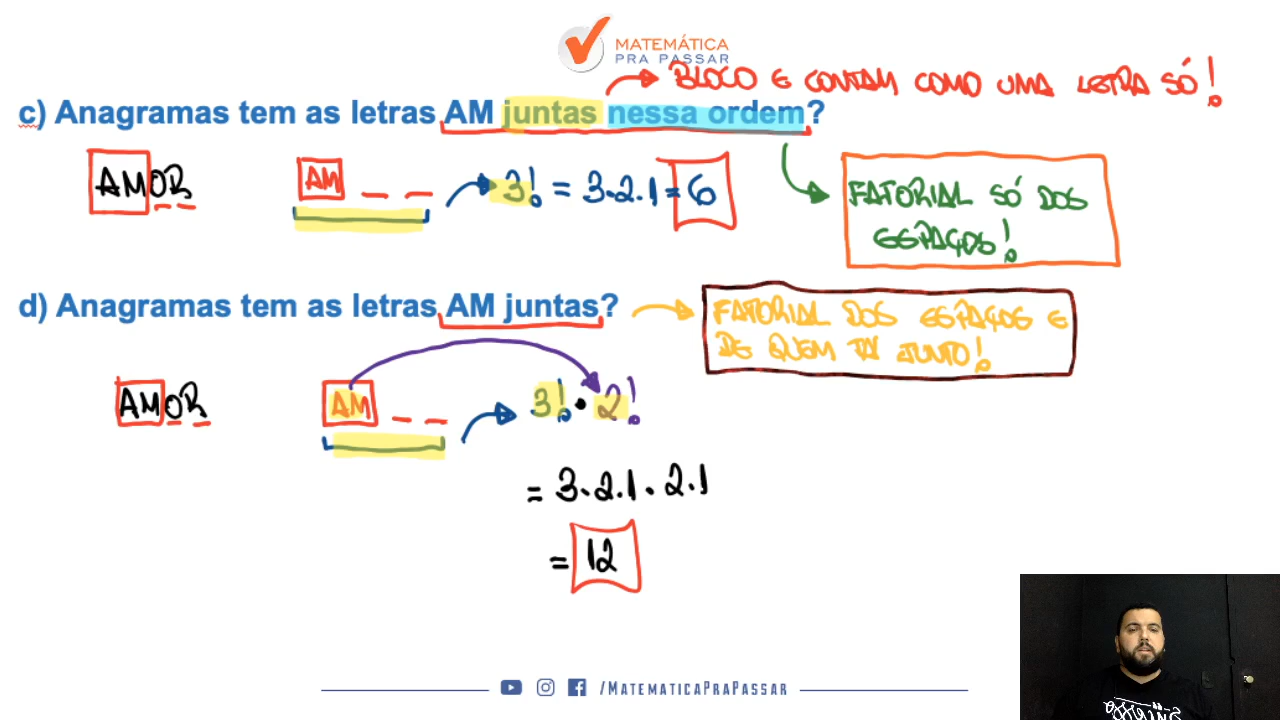 MATEMÁTICA
PRA PASSAR
BLOCO E CONTAM COMO UMA LETRA SÓ!
c) Anagramas tem as letras AM juntas nessa ordem?
AMOR
AM _ _
3! = 3.2.1 = 6
FATORIAL SÓ DOS
ESPAÇOS!
d) Anagramas tem as letras AM juntas?
FATORIAL DOS ESPAÇOS E
DE QUEM TÁ JUNTO!
AMOR
AM _ _
3! • 2!
= 3.2.1.2.1
= 12
/MATEMATICAPRAPASSAR